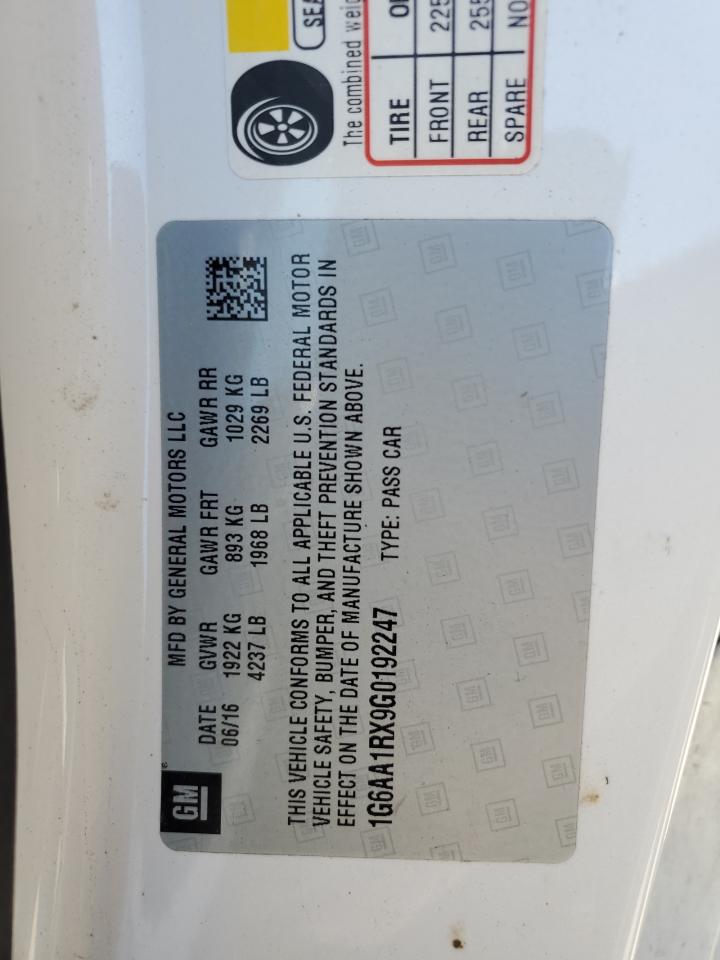 GM
MFD BY GENERAL MOTORS LLC
DATE GVWR GAWR FRT GAWR RR
06/16 1922 KG 893 KG 1029 KG
4237 LB 1968 LB 2269 LB
THIS VEHICLE CONFORMS TO ALL APPLICABLE U.S. FEDERAL MOTOR
VEHICLE SAFETY, BUMPER, AND THEFT PREVENTION STANDARDS IN
EFFECT ON THE DATE OF MANUFACTURE SHOWN ABOVE.
1G6AA1RX9G0192247 TYPE: PASS CAR
The combined
TIRE
FRONT 225
REAR 255
SPARE